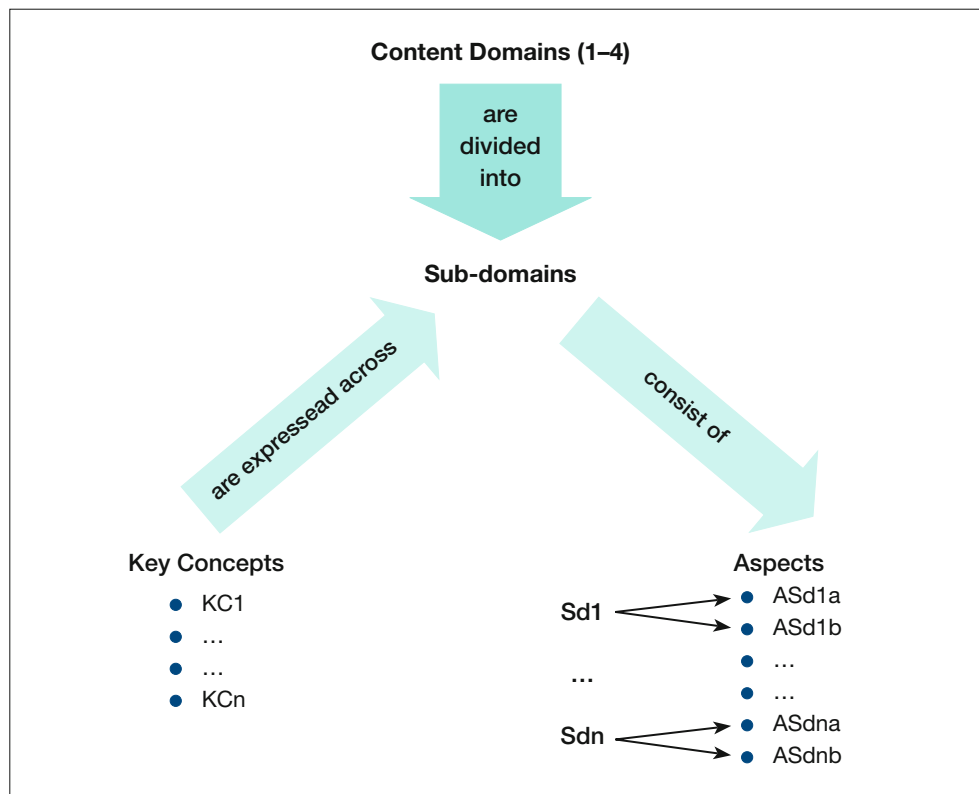 Content Domains (1–4)
are
divided
into
Sub-domains
are expressead across
consist of
Key Concepts
KC1
…
…
KCn
Aspects
Sd1
ASd1a
ASd1b
…
…
…
Sdn
ASdna
ASdnb